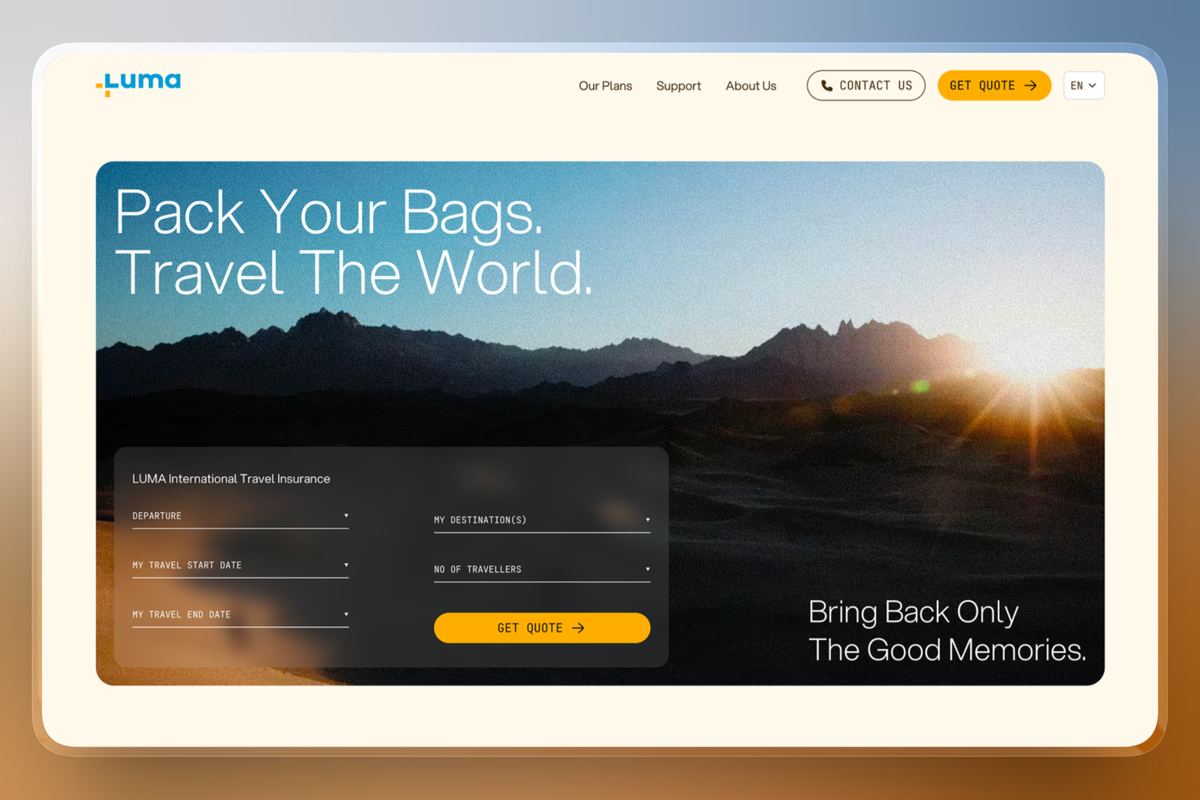 Luma
Our Plans
Support
About Us
CONTACT US
GET QUOTE
EN
Pack Your Bags.
Travel The World.
LUMA International Travel Insurance
DEPARTURE
MY DESTINATION(S)
MY TRAVEL START DATE
NO OF TRAVELLERS
MY TRAVEL END DATE
GET QUOTE
Bring Back Only
The Good Memories.